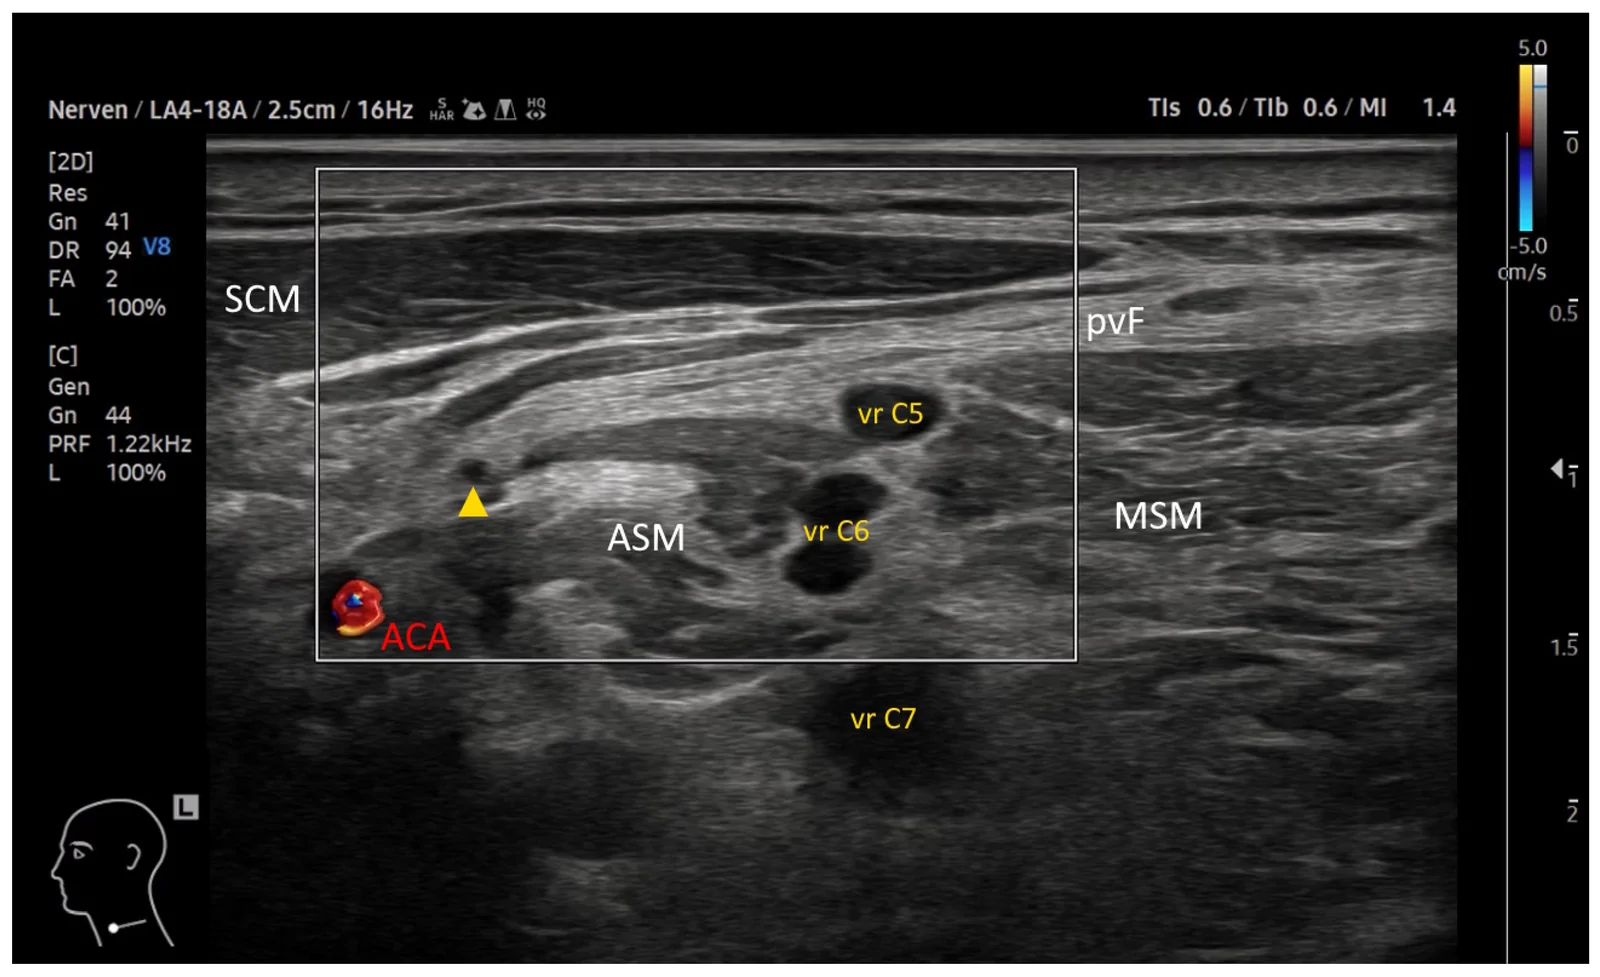 5.0
Nerven / LA4-18A / 2.5cm / 16Hz S HAR HQ
TIs 0.6 / TIb 0.6 / MI 1.4
[2D]
Res
Gn 41
DR 94 V8
FA 2
L 100%
[C]
Gen
Gn 44
PRF 1.22kHz
L 100%
0
-5.0
cm/s
0.5
1
1.5
2
SCM
pvF
vr C5
ASM
vr C6
MSM
ACA
vr C7
L